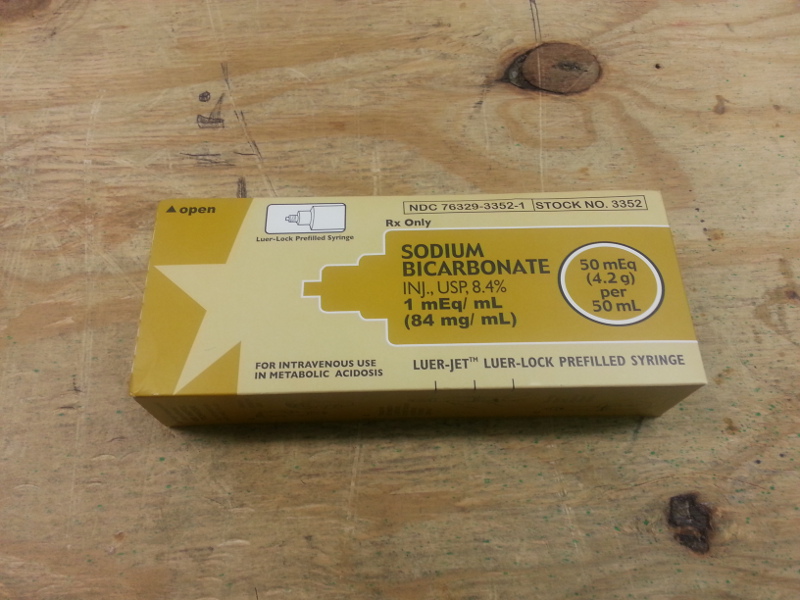 ▲ open
Luer-Lock Prefilled Syringe
NDC 76329-3352-1 STOCK NO. 3352
Rx Only
SODIUM
BICARBONATE
INJ., USP, 8.4%
1 mEq/ mL
(84 mg/ mL)
50 mEq
(4.2 g)
per
50 mL
FOR INTRAVENOUS USE
IN METABOLIC ACIDOSIS
LUER-JET™ LUER-LOCK PREFILLED SYRINGE